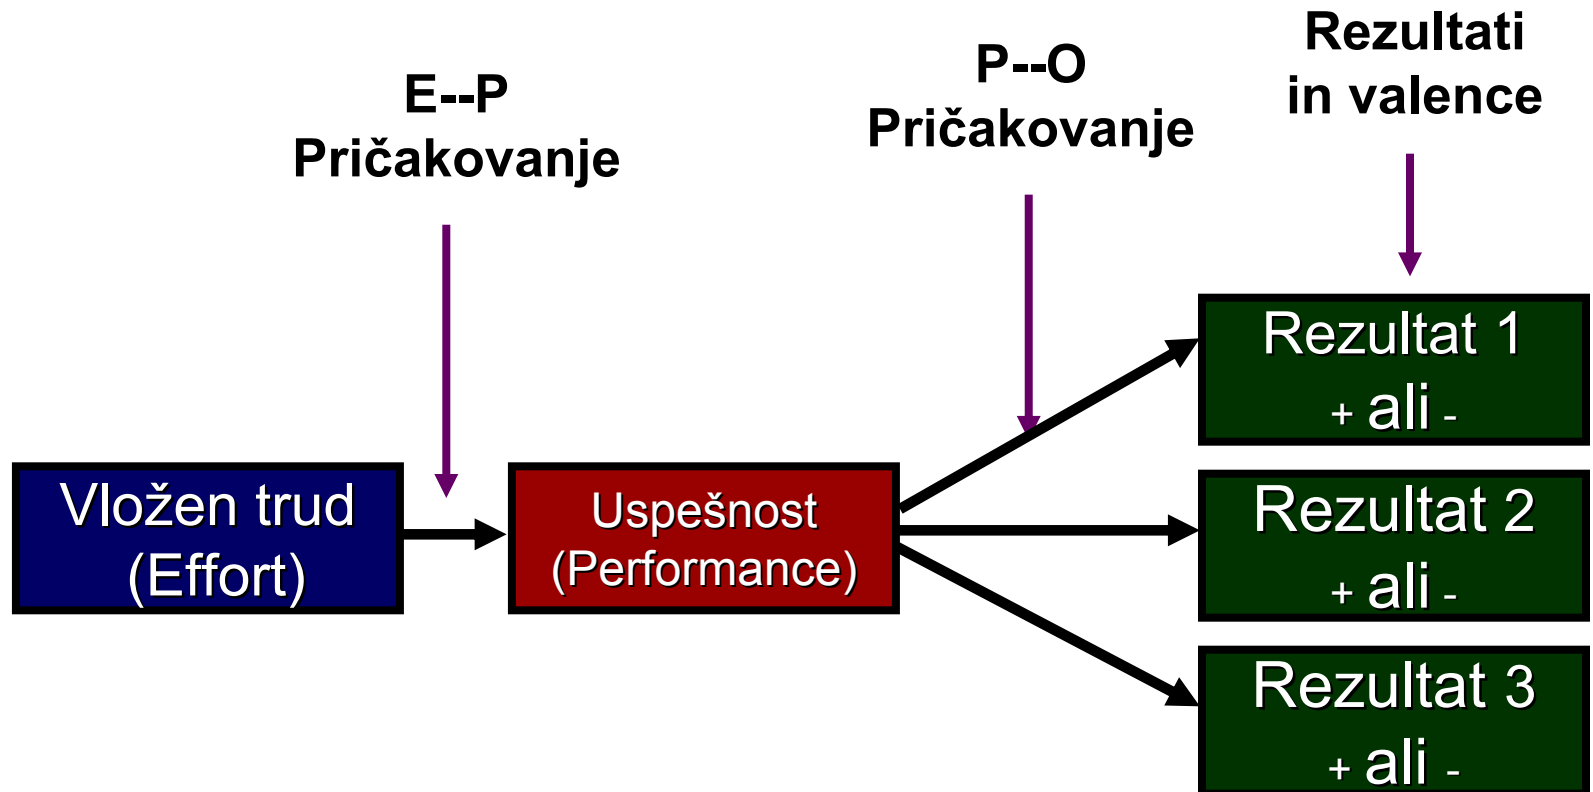 E--P
Pričakovanje
P--O
Pričakovanje
Rezultati
in valence
Vložen trud
(Effort)
Uspešnost
(Performance)
Rezultat 1
+ ali -
Rezultat 2
+ ali -
Rezultat 3
+ ali -